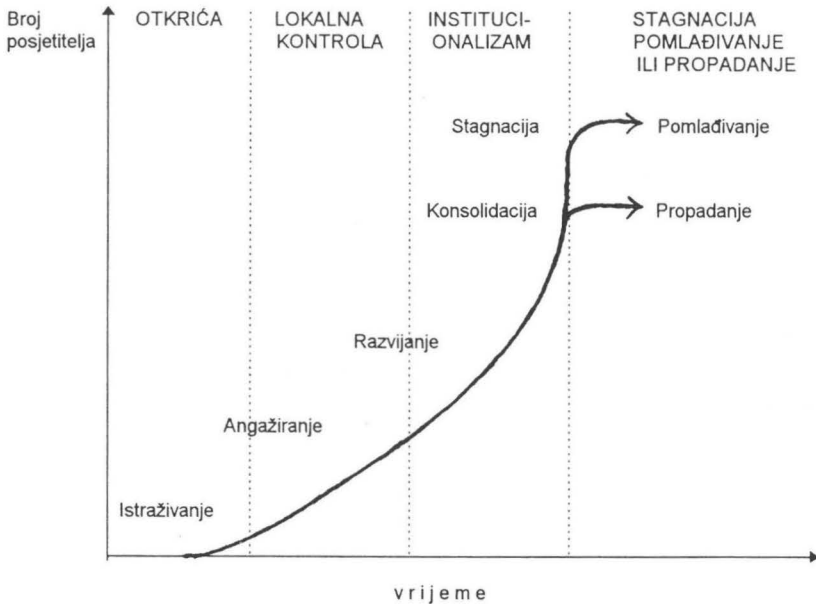 Broj
posjetitelja
OTKRIĆA
LOKALNA
KONTROLA
INSTITUCI-
ONALIZAM
STAGNACIJA
POMLAĐIVANJE
ILI PROPADANJE
Stagnacija
Pomlađivanje
Konsolidacija
Propadanje
Razvijanje
Angažiranje
Istraživanje
vrijeme